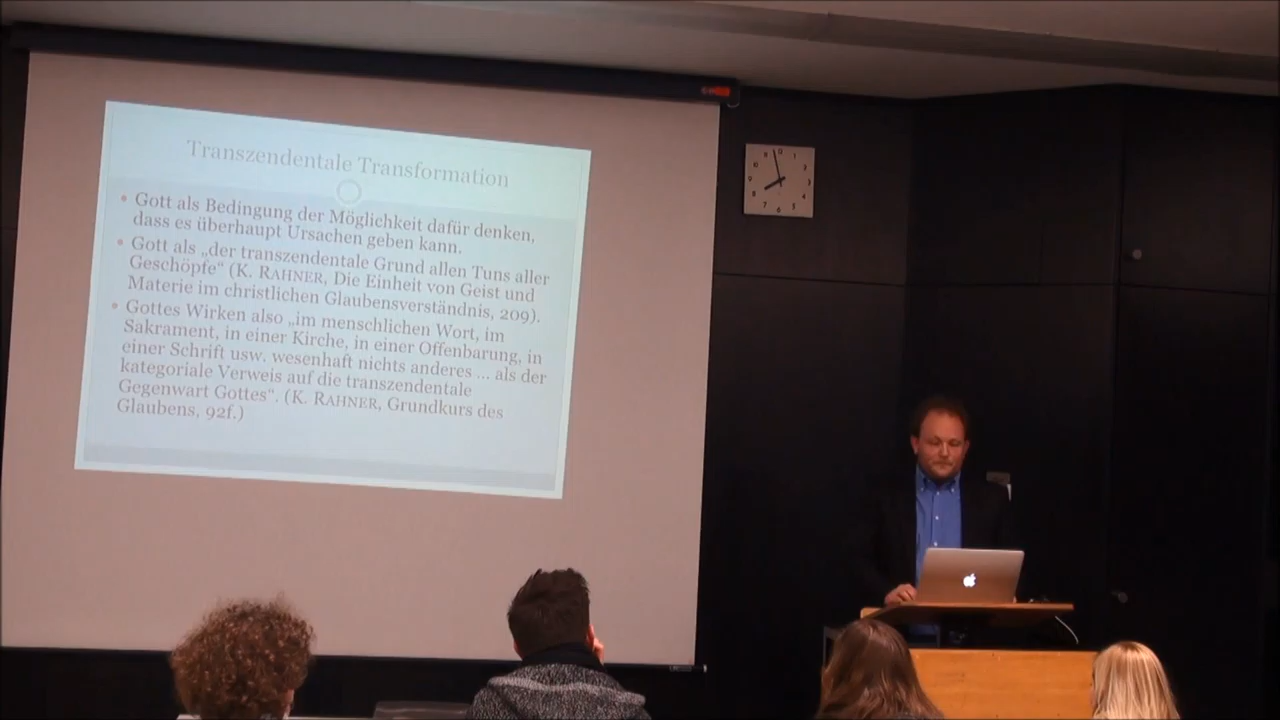 Transzendentale Transformation
• Gott als Bedingung der Möglichkeit dafür denken,
dass es überhaupt Ursachen geben kann.
• Gott als „der transzendentale Grund allen Tuns aller
Geschöpfe“ (K. RAHNER, Die Einheit von Geist und
Materie im christlichen Glaubensverständnis, 209).
• Gottes Wirken also „im menschlichen Wort, im
Sakrament, in einer Kirche, in einer Offenbarung, in
einer Schrift usw. wesenhaft nichts anderes ... als der
kategoriale Verweis auf die transzendentale
Gegenwart Gottes“. (K. RAHNER, Grundkurs des
Glaubens, 92f.)